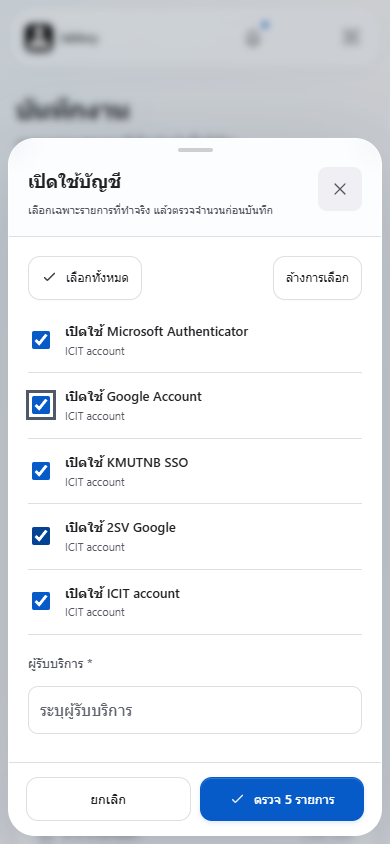 บันทึกงาน
เปิดใช้บัญชี
เลือกเฉพาะรายการที่ทำจริง แล้วตรวจจำนวนก่อนบันทึก
เลือกทั้งหมด
ล้างการเลือก
เปิดใช้ Microsoft Authenticator
ICIT account
เปิดใช้ Google Account
ICIT account
เปิดใช้ KMUTNB SSO
ICIT account
เปิดใช้ 2SV Google
ICIT account
เปิดใช้ ICIT account
ICIT account
ผู้รับบริการ *
ระบุผู้รับบริการ
ยกเลิก
ตรวจ 5 รายการ